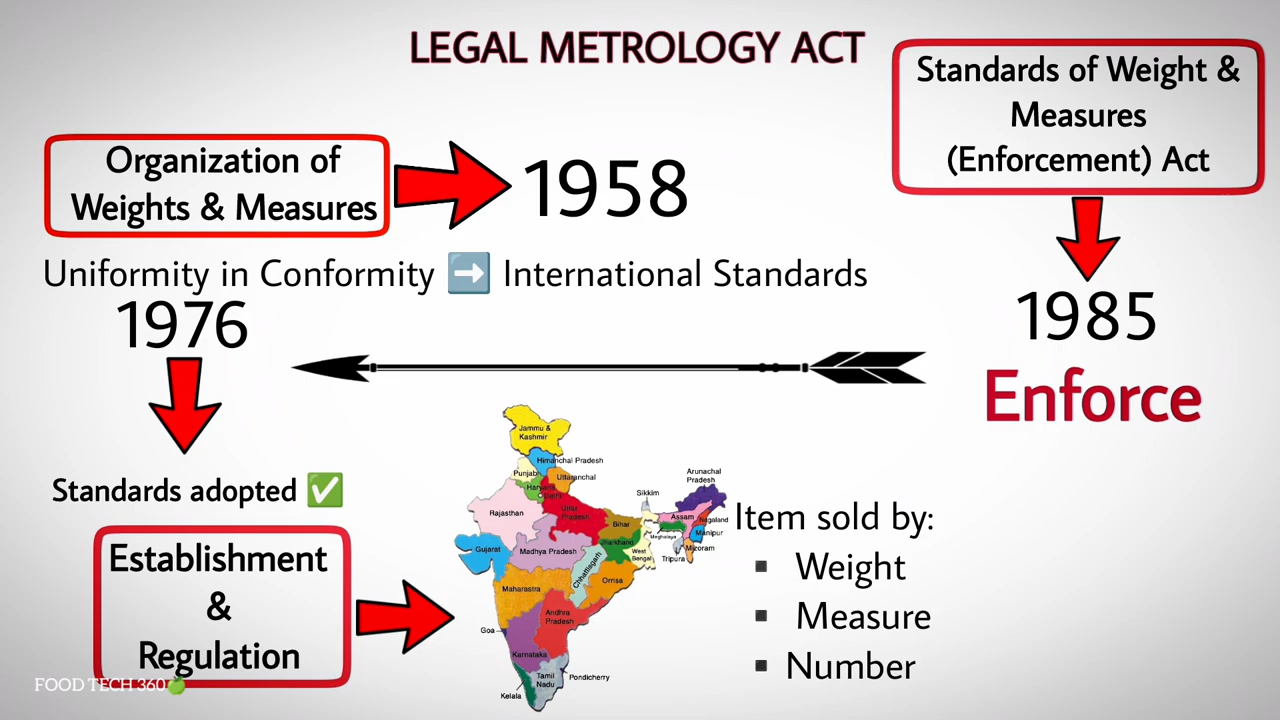 LEGAL METROLOGY ACT
Standards of Weight &
Measures
(Enforcement) Act
Organization of
Weights & Measures
1958
Uniformity in Conformity ➡️ International Standards
1976
1985
Enforce
Standards adopted ✅
Establishment
&
Regulation
Jammu &
Kashmir
Himanchal Pradesh
Punjab
Uttaranchal
Haryana
Delhi
Arunachal
Pradesh
Sikkim
Rajasthan
Uttu
Pradesh
Bihar
Assam
Nagaland
Meghalaya
Manipur
Gujarat
Madhya Pradesh
Jharkhand
West
Bengal
Tripura
Mizoram
Chhattisgarh
Orrisa
Maharastra
Andhra
Pradesh
Goa
Karnataka
Tamil
Nadu
Pondicherry
Kelala
Item sold by:
▪ Weight
▪ Measure
▪ Number
FOOD TECH 360